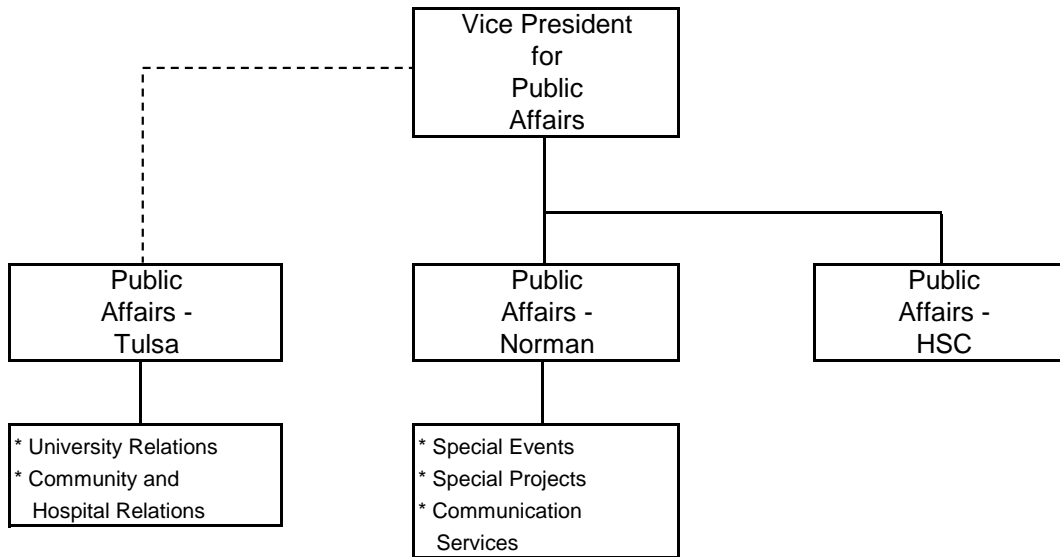 Vice President
for
Public
Affairs
Public
Affairs -
Tulsa
Public
Affairs -
Norman
Public
Affairs -
HSC
* University Relations
* Community and
Hospital Relations
* Special Events
* Special Projects
* Communication
Services